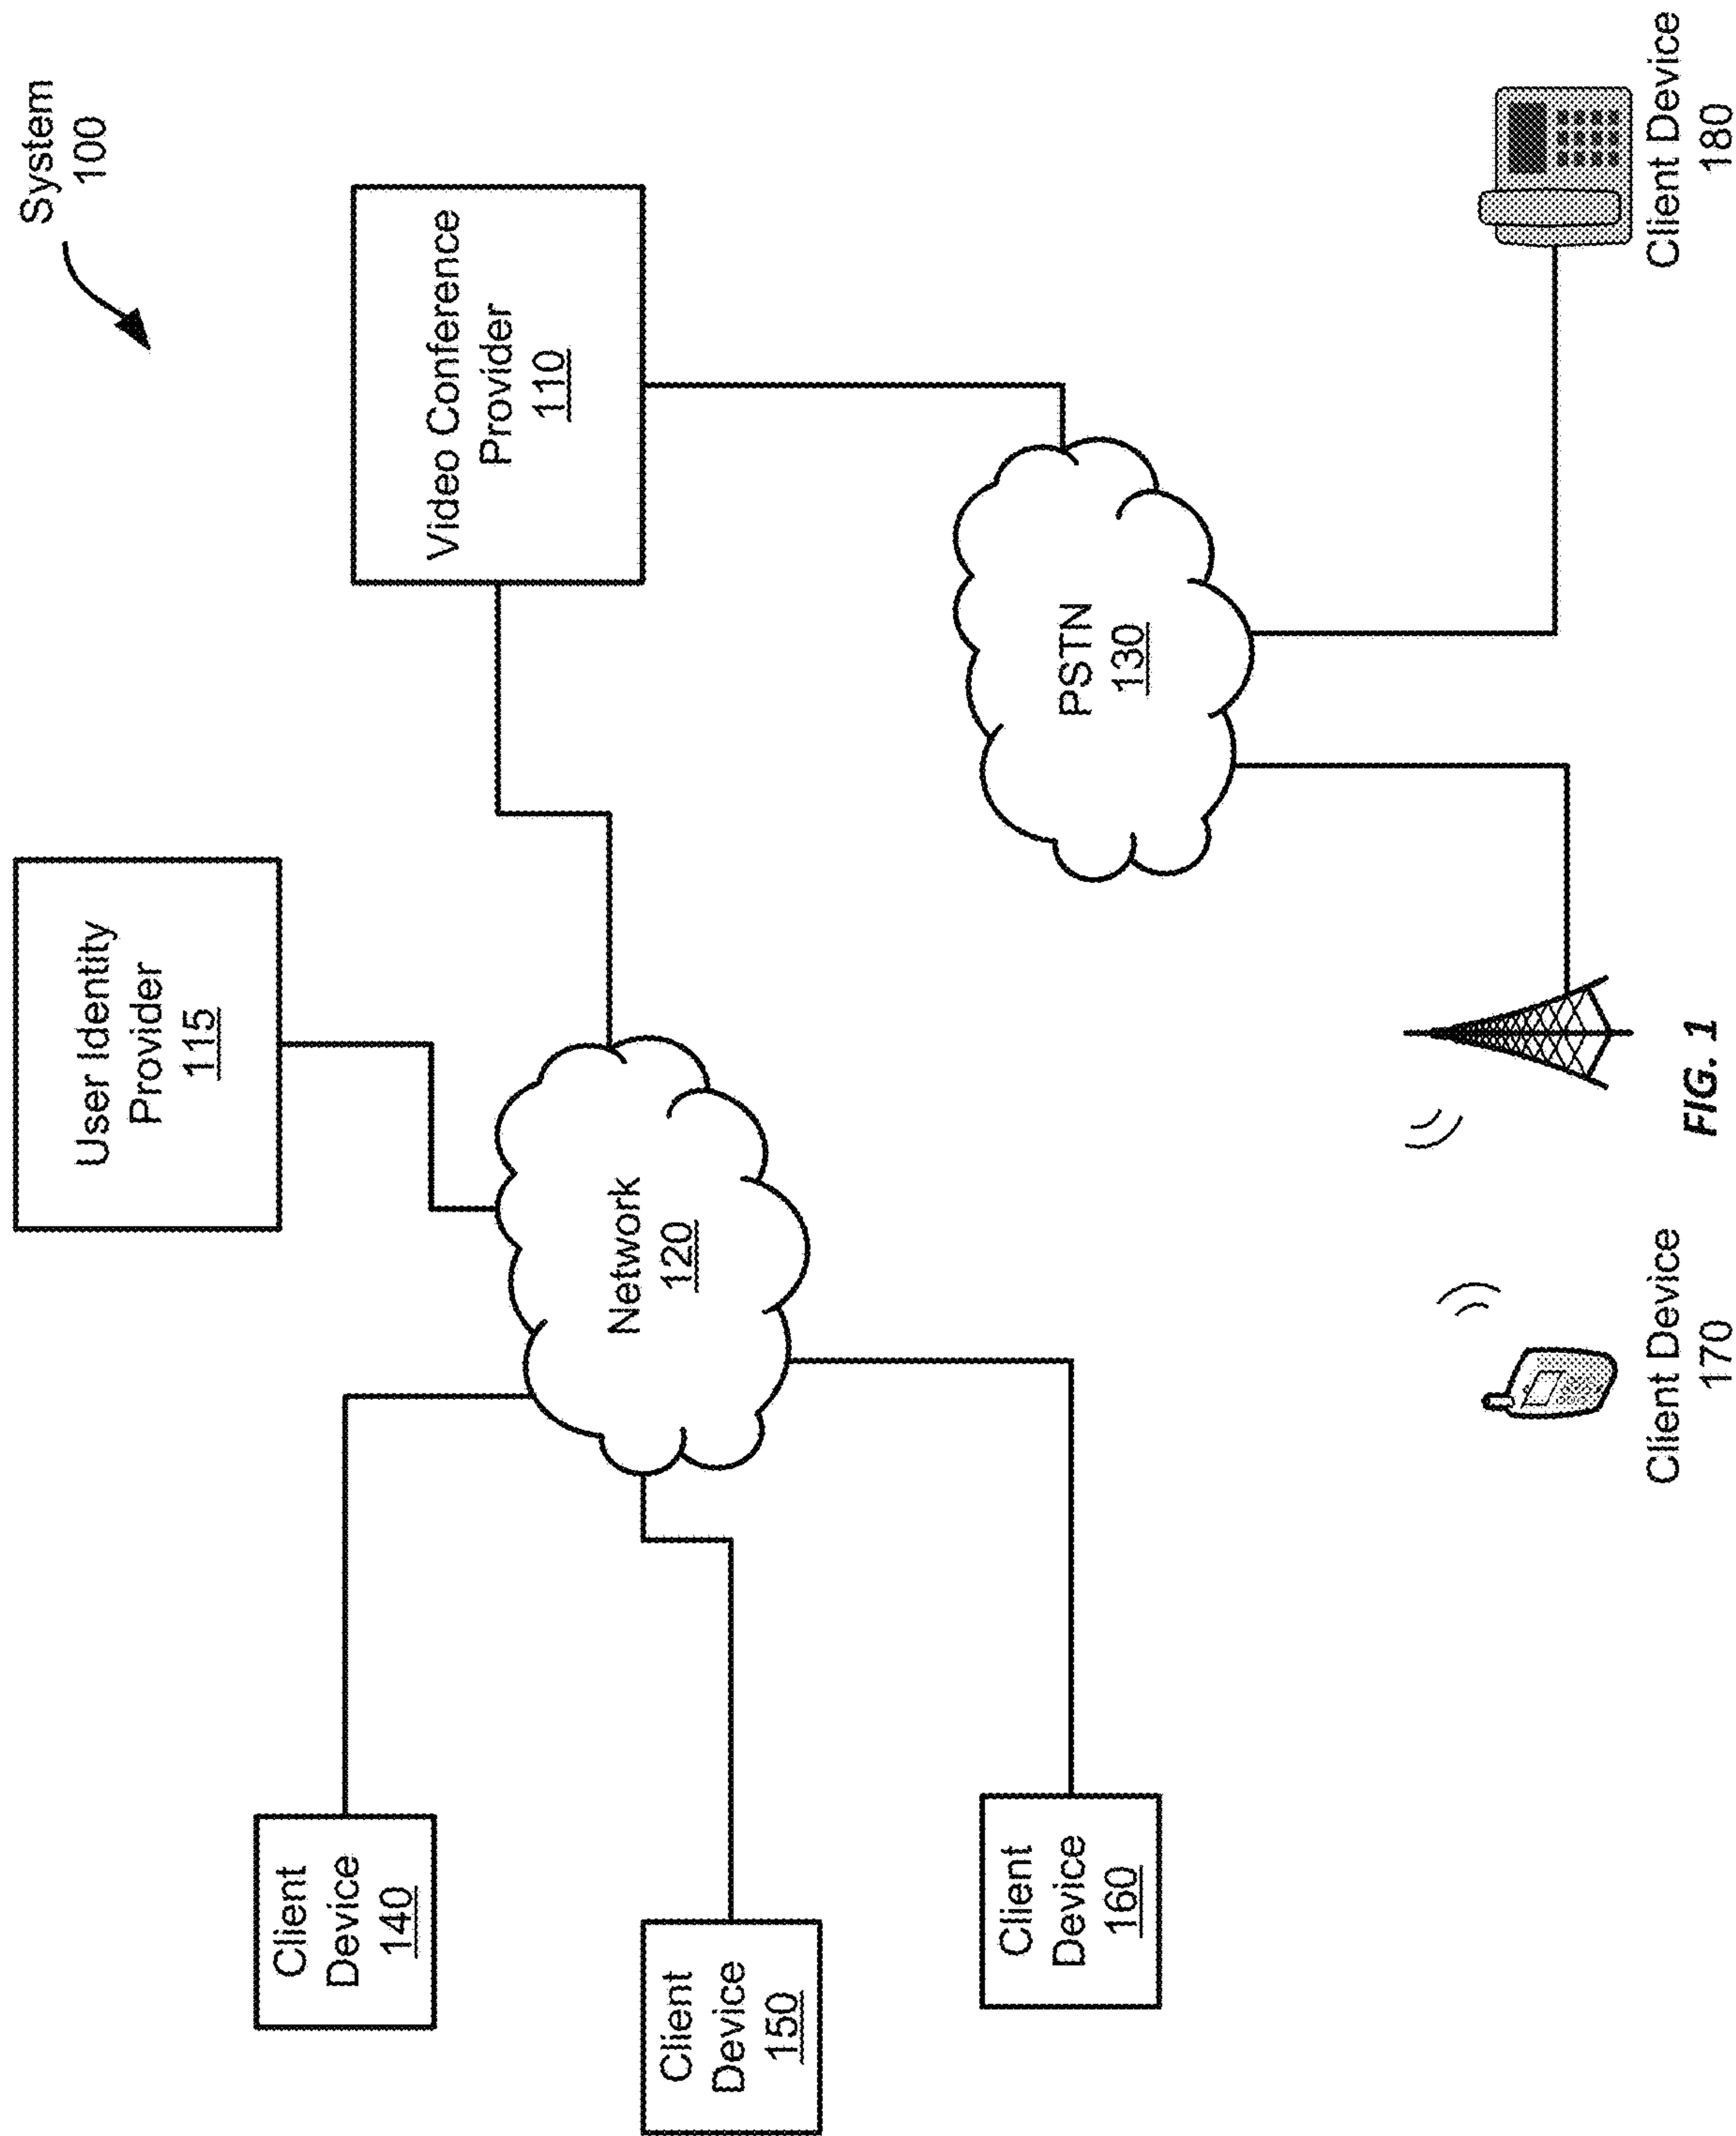 System
100
User Identity
Provider
115
Video Conference
Provider
110
Client
Device
140
Network
120
Client
Device
150
PSTN
130
Client
Device
160
Client Device
170
Client Device
180
FIG. 1